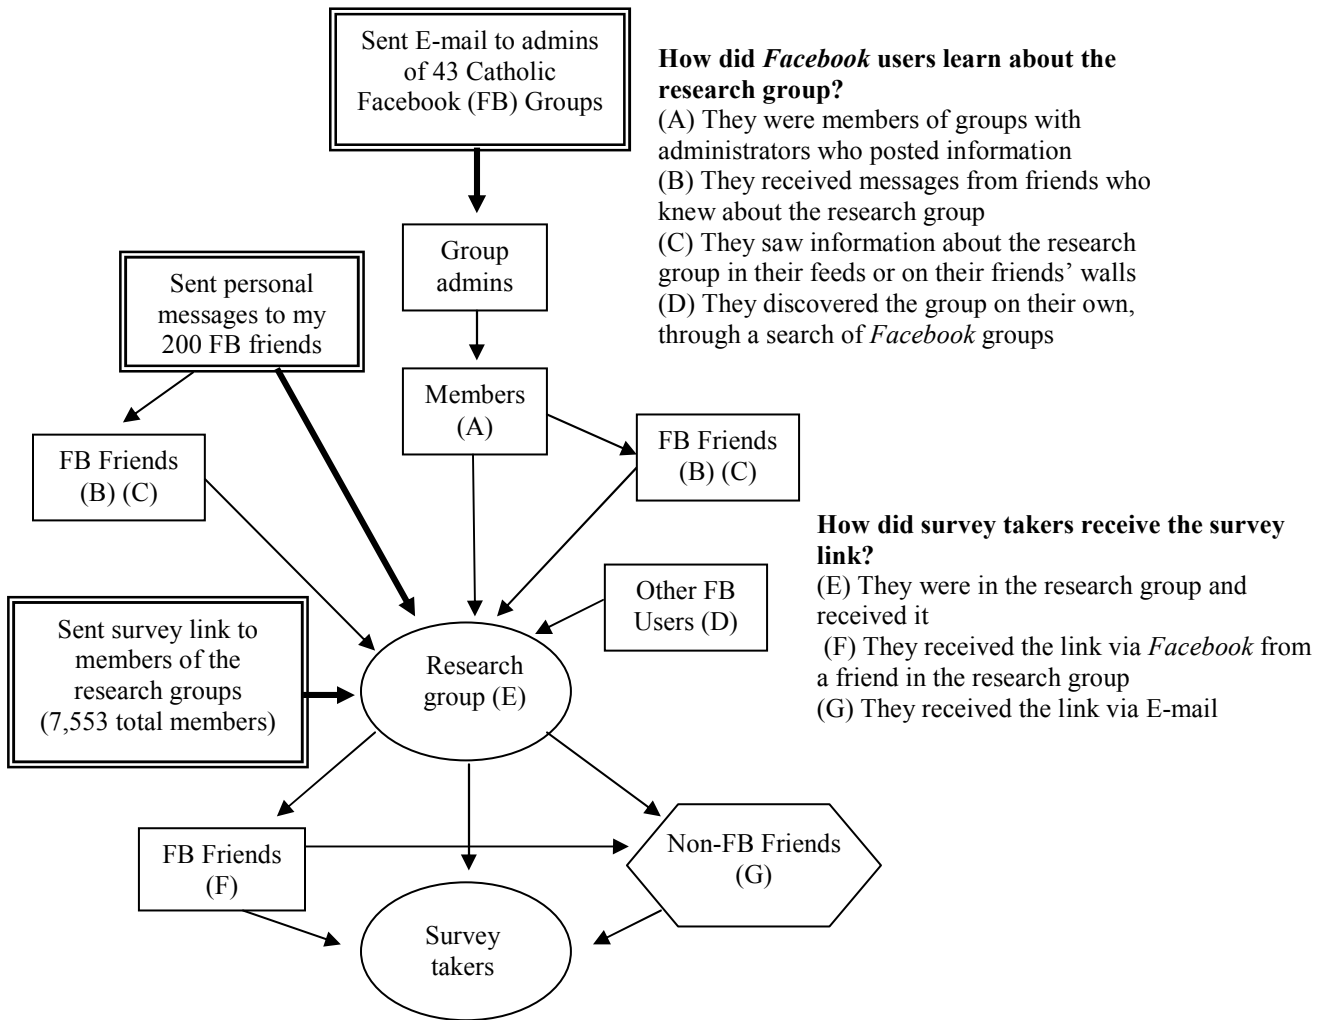 Sent E-mail to admins
of 43 Catholic
Facebook (FB) Groups
How did Facebook users learn about the
research group?
(A) They were members of groups with
administrators who posted information
(B) They received messages from friends who
knew about the research group
(C) They saw information about the research
group in their feeds or on their friends’ walls
(D) They discovered the group on their own,
through a search of Facebook groups
Group
admins
Sent personal
messages to my
200 FB friends
Members
(A)
FB Friends
(B) (C)
FB Friends
(B) (C)
How did survey takers receive the survey
link?
(E) They were in the research group and
received it
(F) They received the link via Facebook from
a friend in the research group
(G) They received the link via E-mail
Other FB
Users (D)
Sent survey link to
members of the
research groups
(7,553 total members)
Research
group (E)
FB Friends
(F)
Non-FB Friends
(G)
Survey
takers